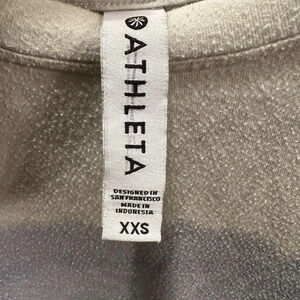 ATHLETA
DESIGNED IN
SAN FRANCISCO
MADE IN
INDONESIA
XXS